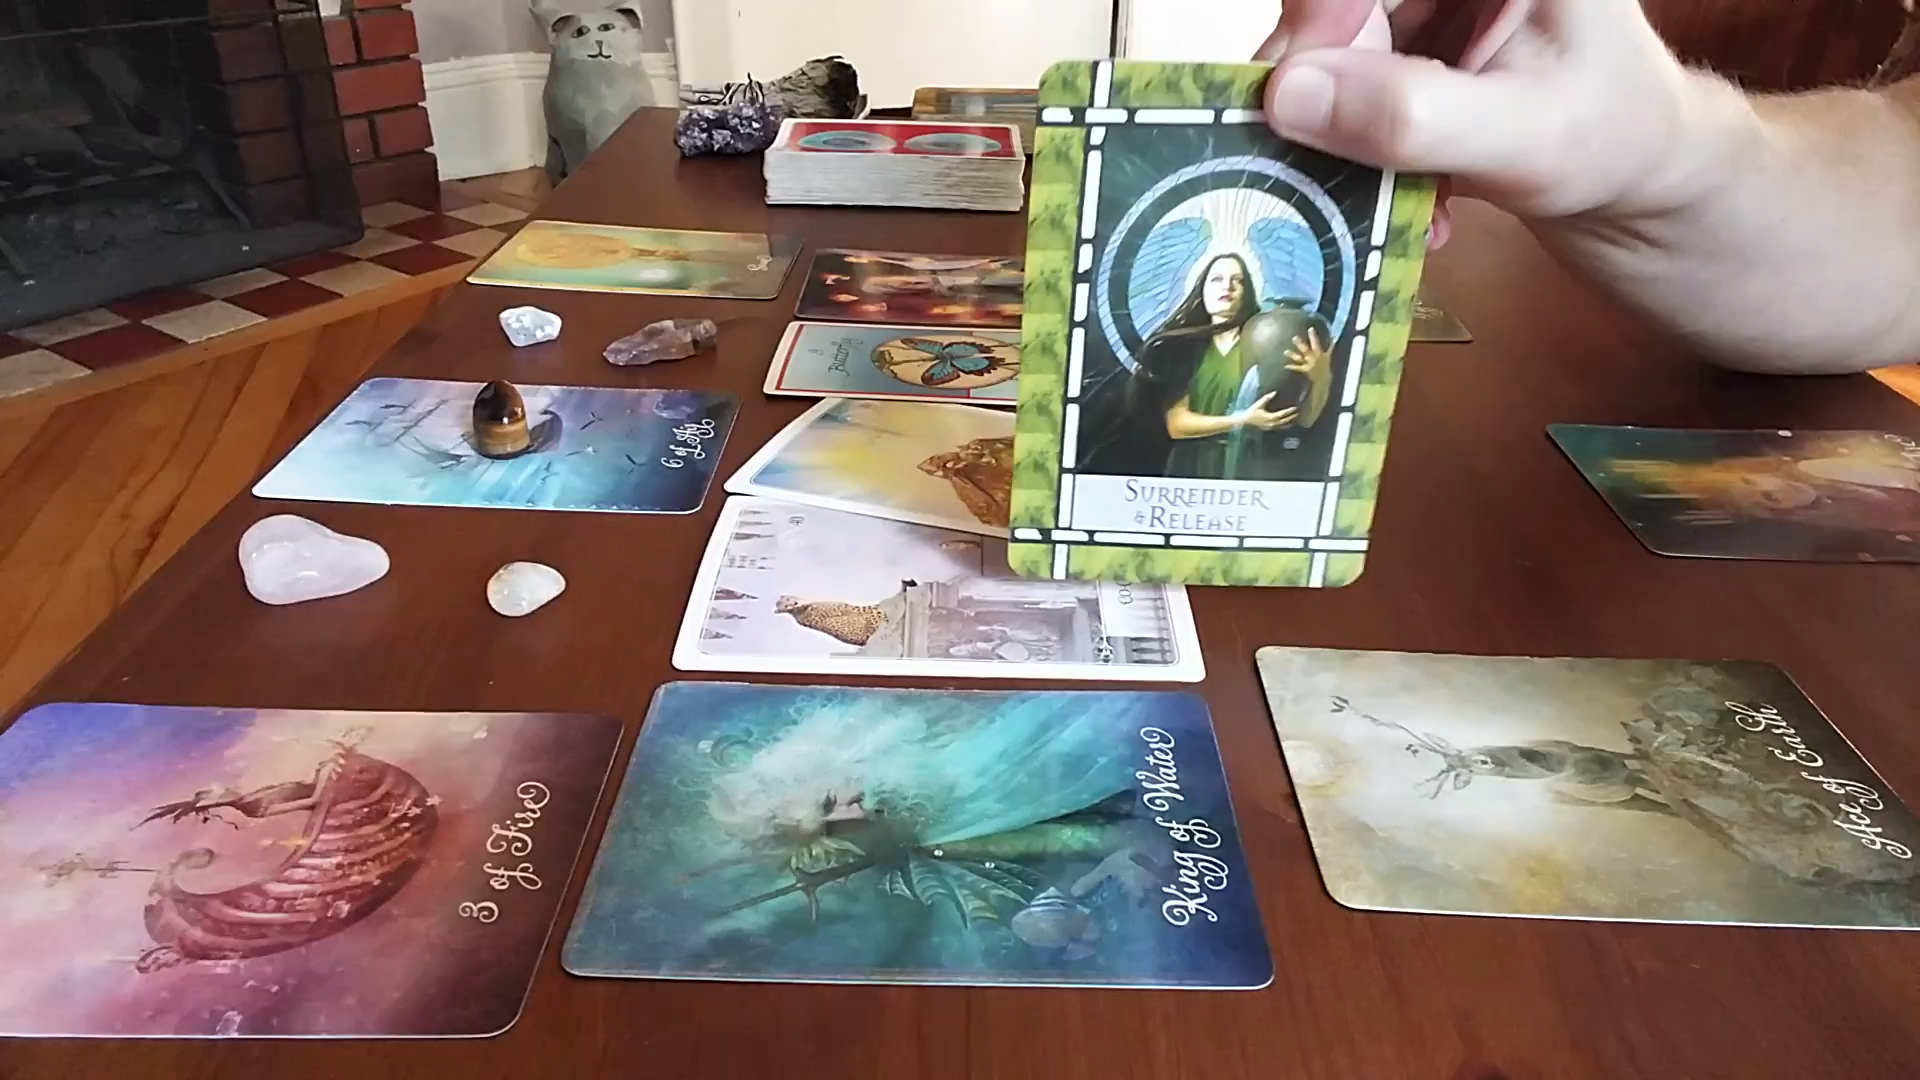 Surrender
& Release
Butterfly
6 of Air
3 of Fire
King of Water
Ace of Earth